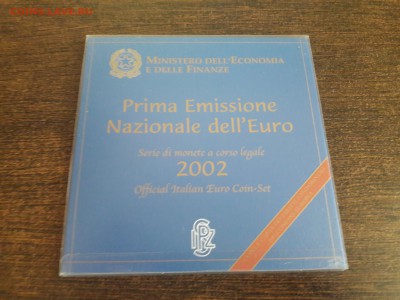 MINISTERO DELL'ECONOMIA
E DELLE FINANZE
Prima Emissione
Nazionale dell'Euro
Serie di monete a corso legale
2002
Official Italian Euro Coin-Set